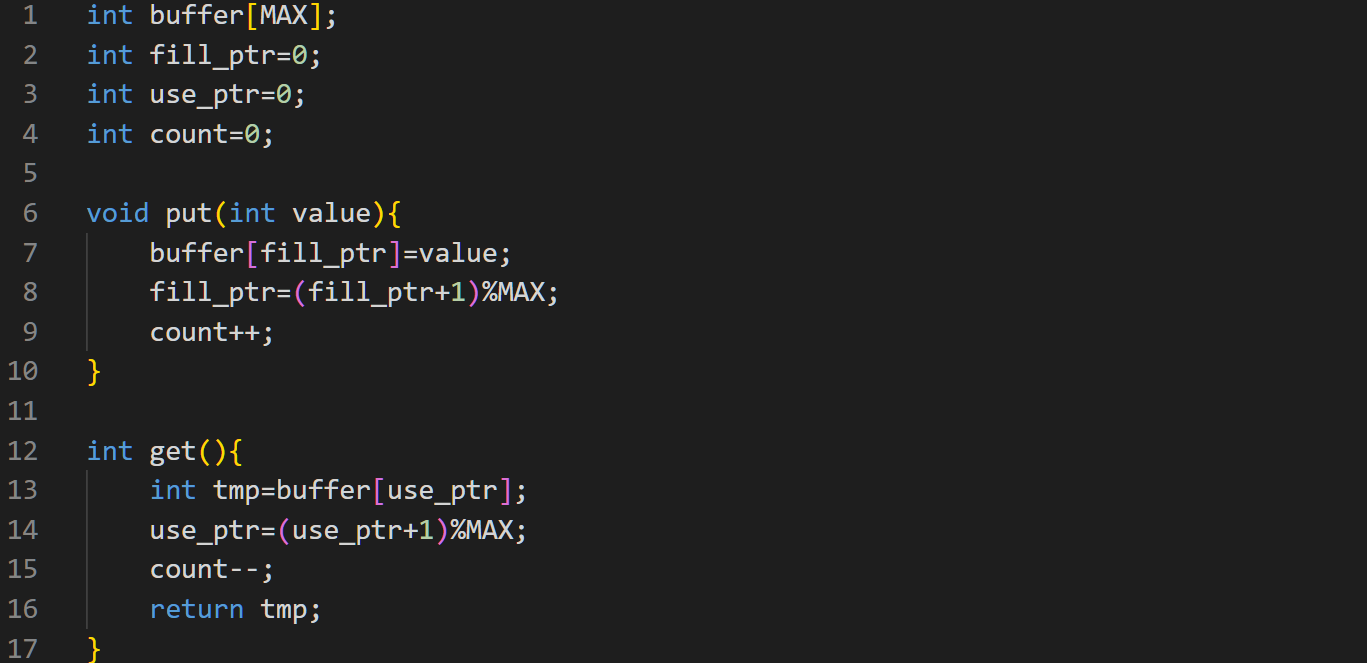 1 int buffer[MAX];
2 int fill_ptr=0;
3 int use_ptr=0;
4 int count=0;
5
6 void put(int value){
7     buffer[fill_ptr]=value;
8     fill_ptr=(fill_ptr+1)%MAX;
9     count++;
10 }
11
12 int get(){
13     int tmp=buffer[use_ptr];
14     use_ptr=(use_ptr+1)%MAX;
15     count--;
16     return tmp;
17 }